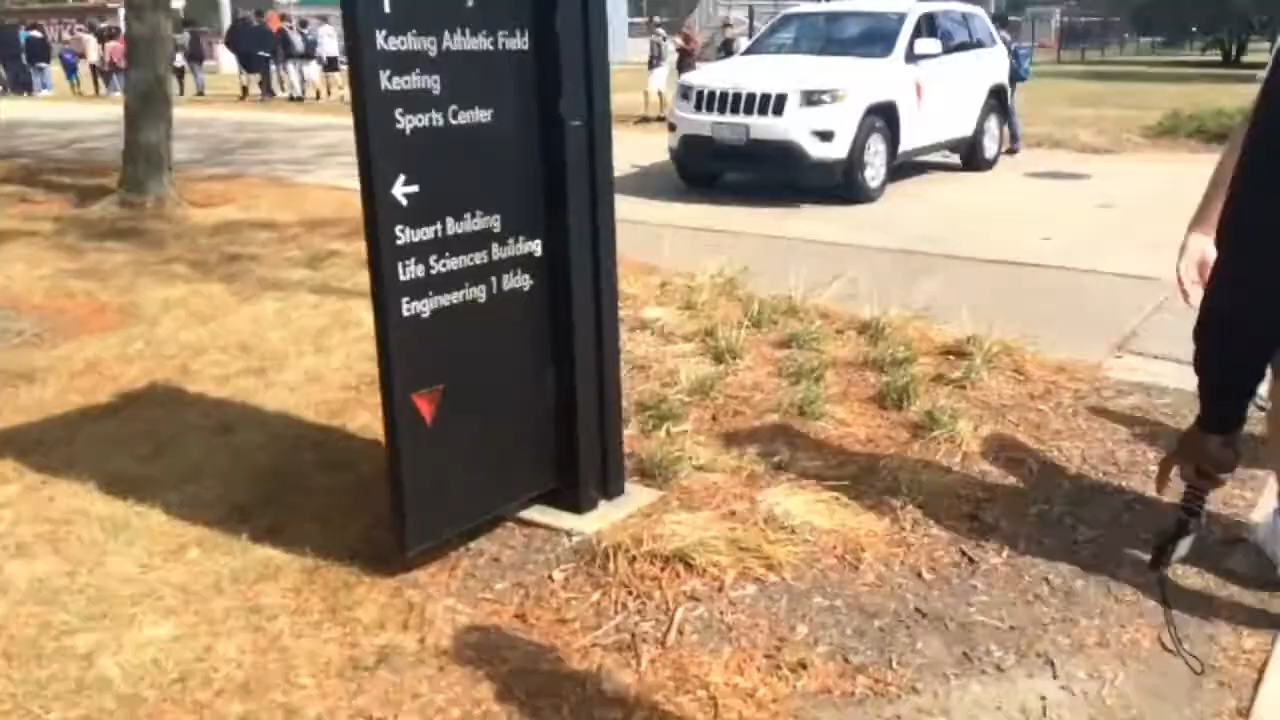 Keating Athletic Field
Keating
Sports Center
←
Stuart Building
Life Sciences Building
Engineering 1 Bldg.